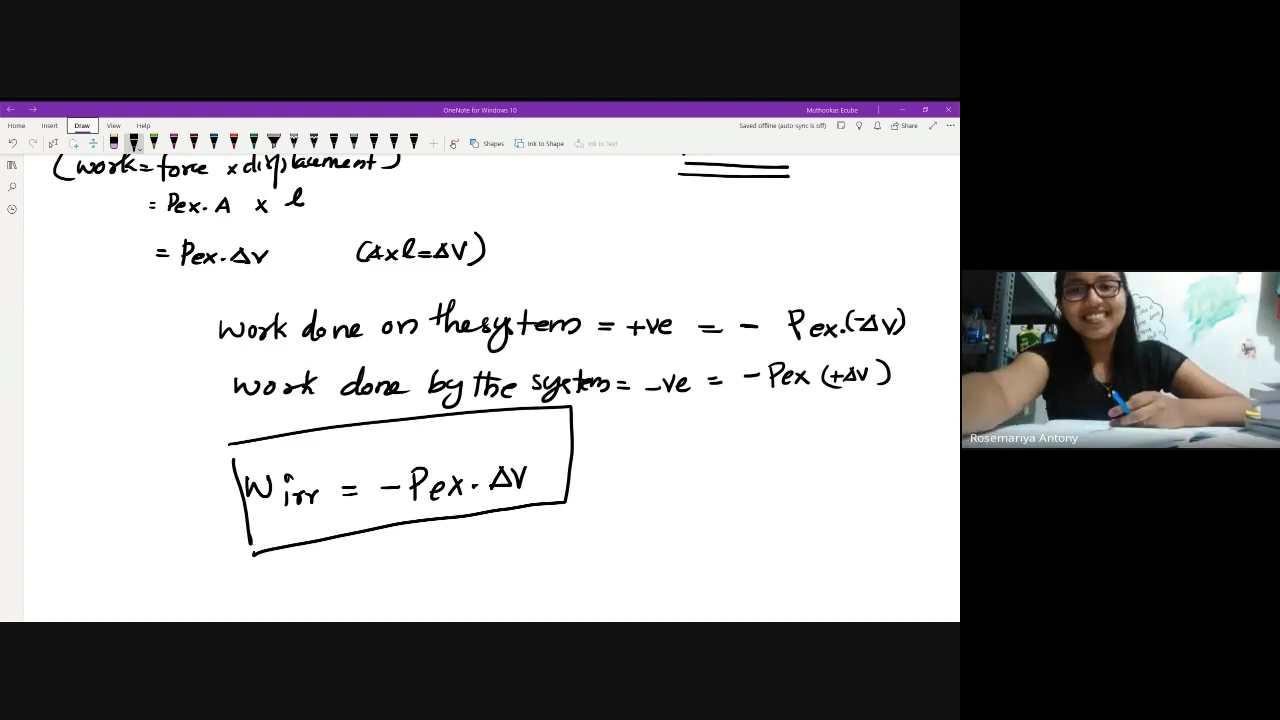 OneNote for Windows 10
Muthookas Ecube
Home Insert Draw View Help
Saved offline (auto-sync is off)
Share
Shapes
Ink to Shape
Ink to Text
(Work=force x displacement)
= Pex. A x l
= Pex. Δv (A x l = ΔV)
Work done on the system = +ve = - Pex. (-Δv)
Work done by the system = -ve = - Pex (+Δv)
W irr = - Pex. ΔV
Rosemariya Antony